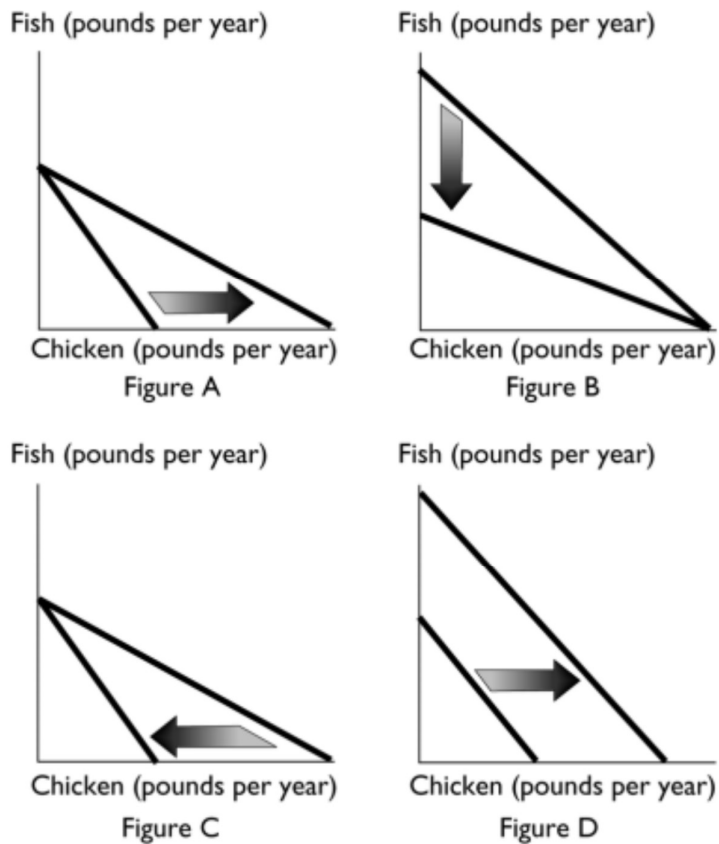 Fish (pounds per year)
Fish (pounds per year)
Chicken (pounds per year)
Chicken (pounds per year)
Figure A
Figure B
Fish (pounds per year)
Fish (pounds per year)
Chicken (pounds per year)
Chicken (pounds per year)
Figure C
Figure D